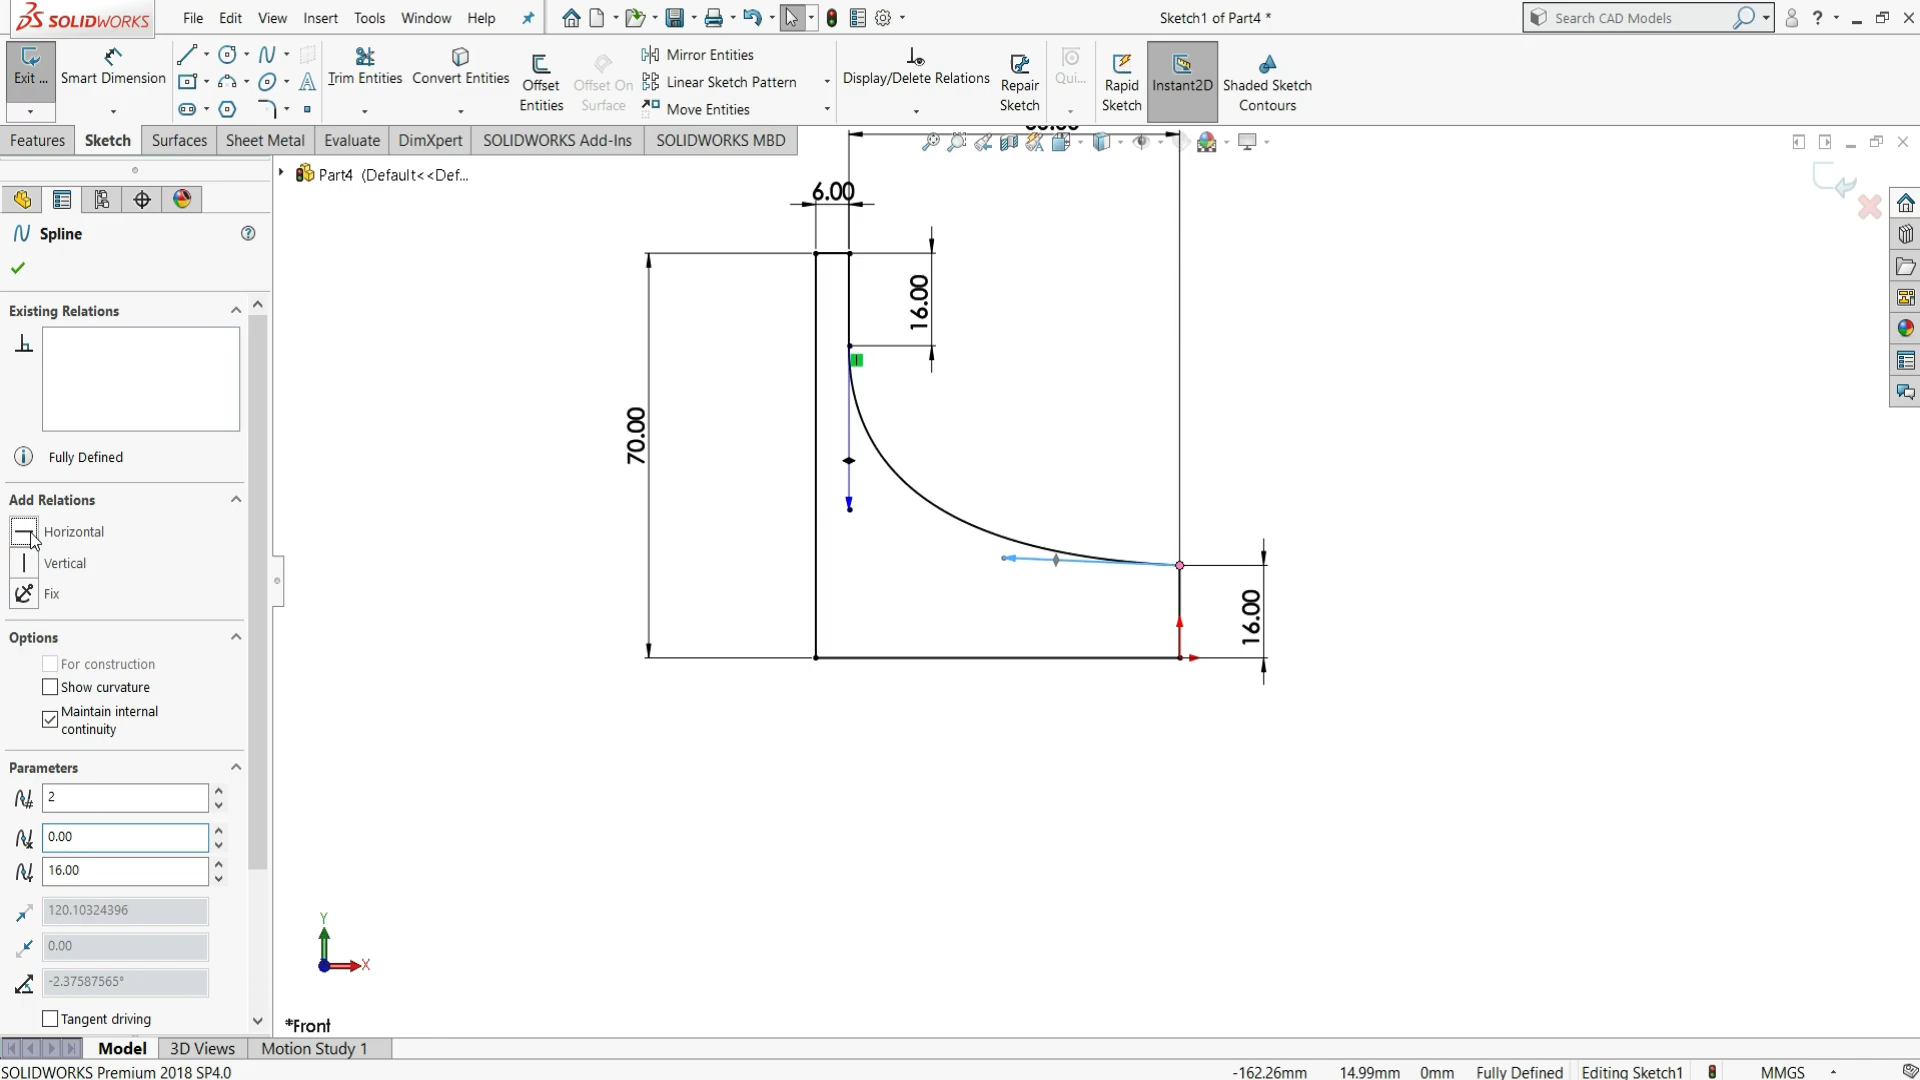 SOLIDWORKS
File Edit View Insert Tools Window Help
Sketch1 of Part4 *
Search CAD Models
Exit ...
Smart Dimension
Trim Entities
Convert Entities
Offset Entities
Offset On Surface
Mirror Entities
Linear Sketch Pattern
Move Entities
Display/Delete Relations
Repair Sketch
Qui...
Rapid Sketch
Instant2D
Shaded Sketch Contours
Features Sketch Surfaces Sheet Metal Evaluate DimXpert SOLIDWORKS Add-Ins SOLIDWORKS MBD
Part4 (Default<<Def...
Spline
Existing Relations
Fully Defined
Add Relations
Horizontal
Vertical
Fix
Options
For construction
Show curvature
Maintain internal
continuity
Parameters
2
0.00
16.00
120.10324396
0.00
-2.37587565°
Tangent driving
6.00
16.00
70.00
16.00
Y
X
*Front
Model 3D Views Motion Study 1
SOLIDWORKS Premium 2018 SP4.0
-162.26mm 14.99mm 0mm Fully Defined Editing Sketch1 MMGS